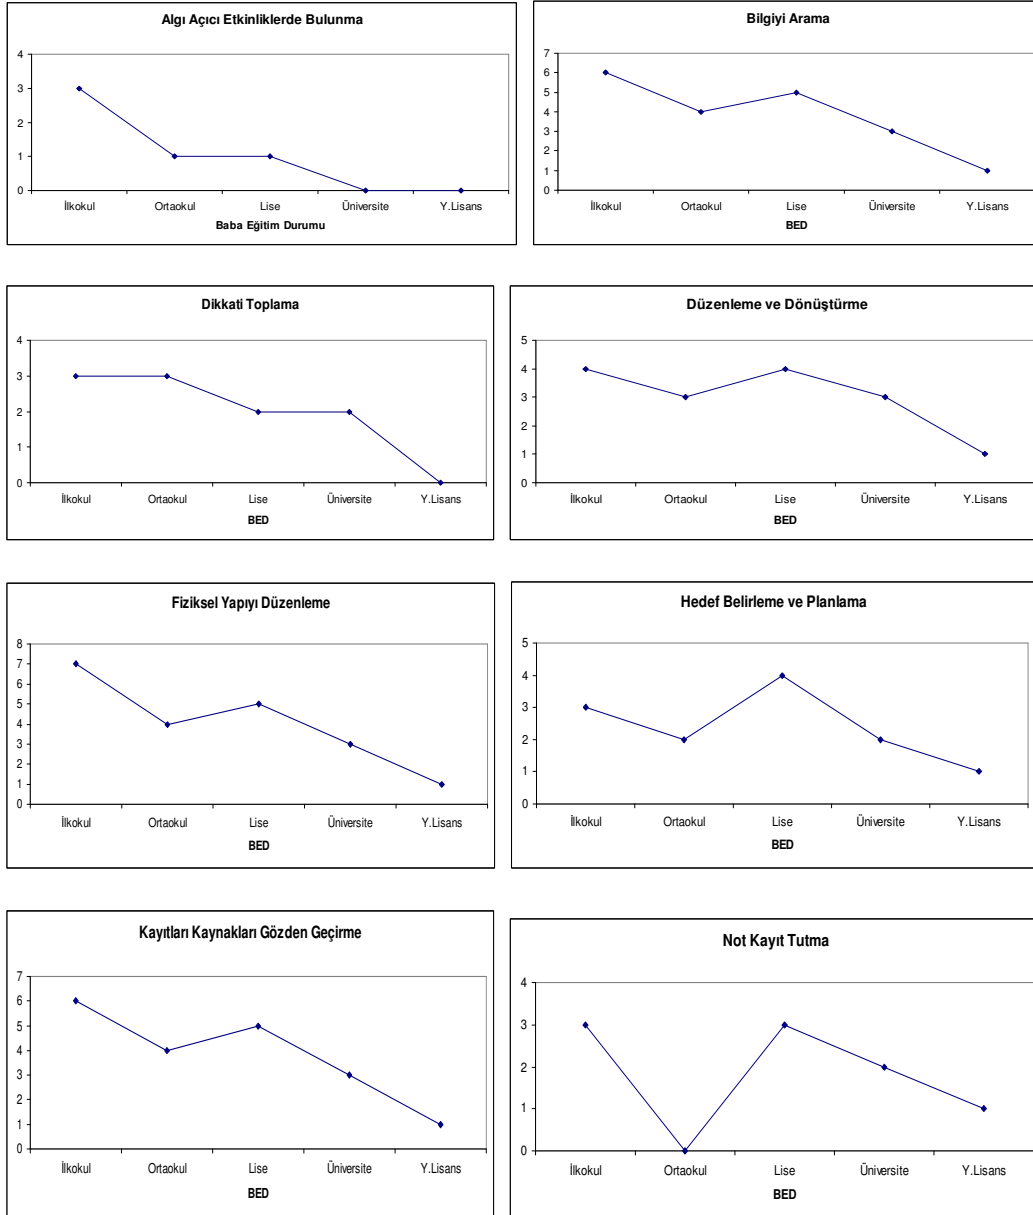 Algı Açıcı Etkinliklerde Bulunma
4
3
2
1
0
İlkokul Ortaokul Lise Üniversite Y.Lisans
Baba Eğitim Durumu
Bilgiyi Arama
7
6
5
4
3
2
1
0
İlkokul Ortaokul Lise Üniversite Y.Lisans
BED
Dikkati Toplama
4
3
2
1
0
İlkokul Ortaokul Lise Üniversite Y.Lisans
BED
Düzenleme ve Dönüştürme
5
4
3
2
1
0
İlkokul Ortaokul Lise Üniversite Y.Lisans
BED
Fiziksel Yapıyı Düzenleme
8
7
6
5
4
3
2
1
0
İlkokul Ortaokul Lise Üniversite Y.Lisans
BED
Hedef Belirleme ve Planlama
5
4
3
2
1
0
İlkokul Ortaokul Lise Üniversite Y.Lisans
BED
Kayıtları Kaynakları Gözden Geçirme
7
6
5
4
3
2
1
0
İlkokul Ortaokul Lise Üniversite Y.Lisans
BED
Not Kayıt Tutma
4
3
2
1
0
İlkokul Ortaokul Lise Üniversite Y.Lisans
BED